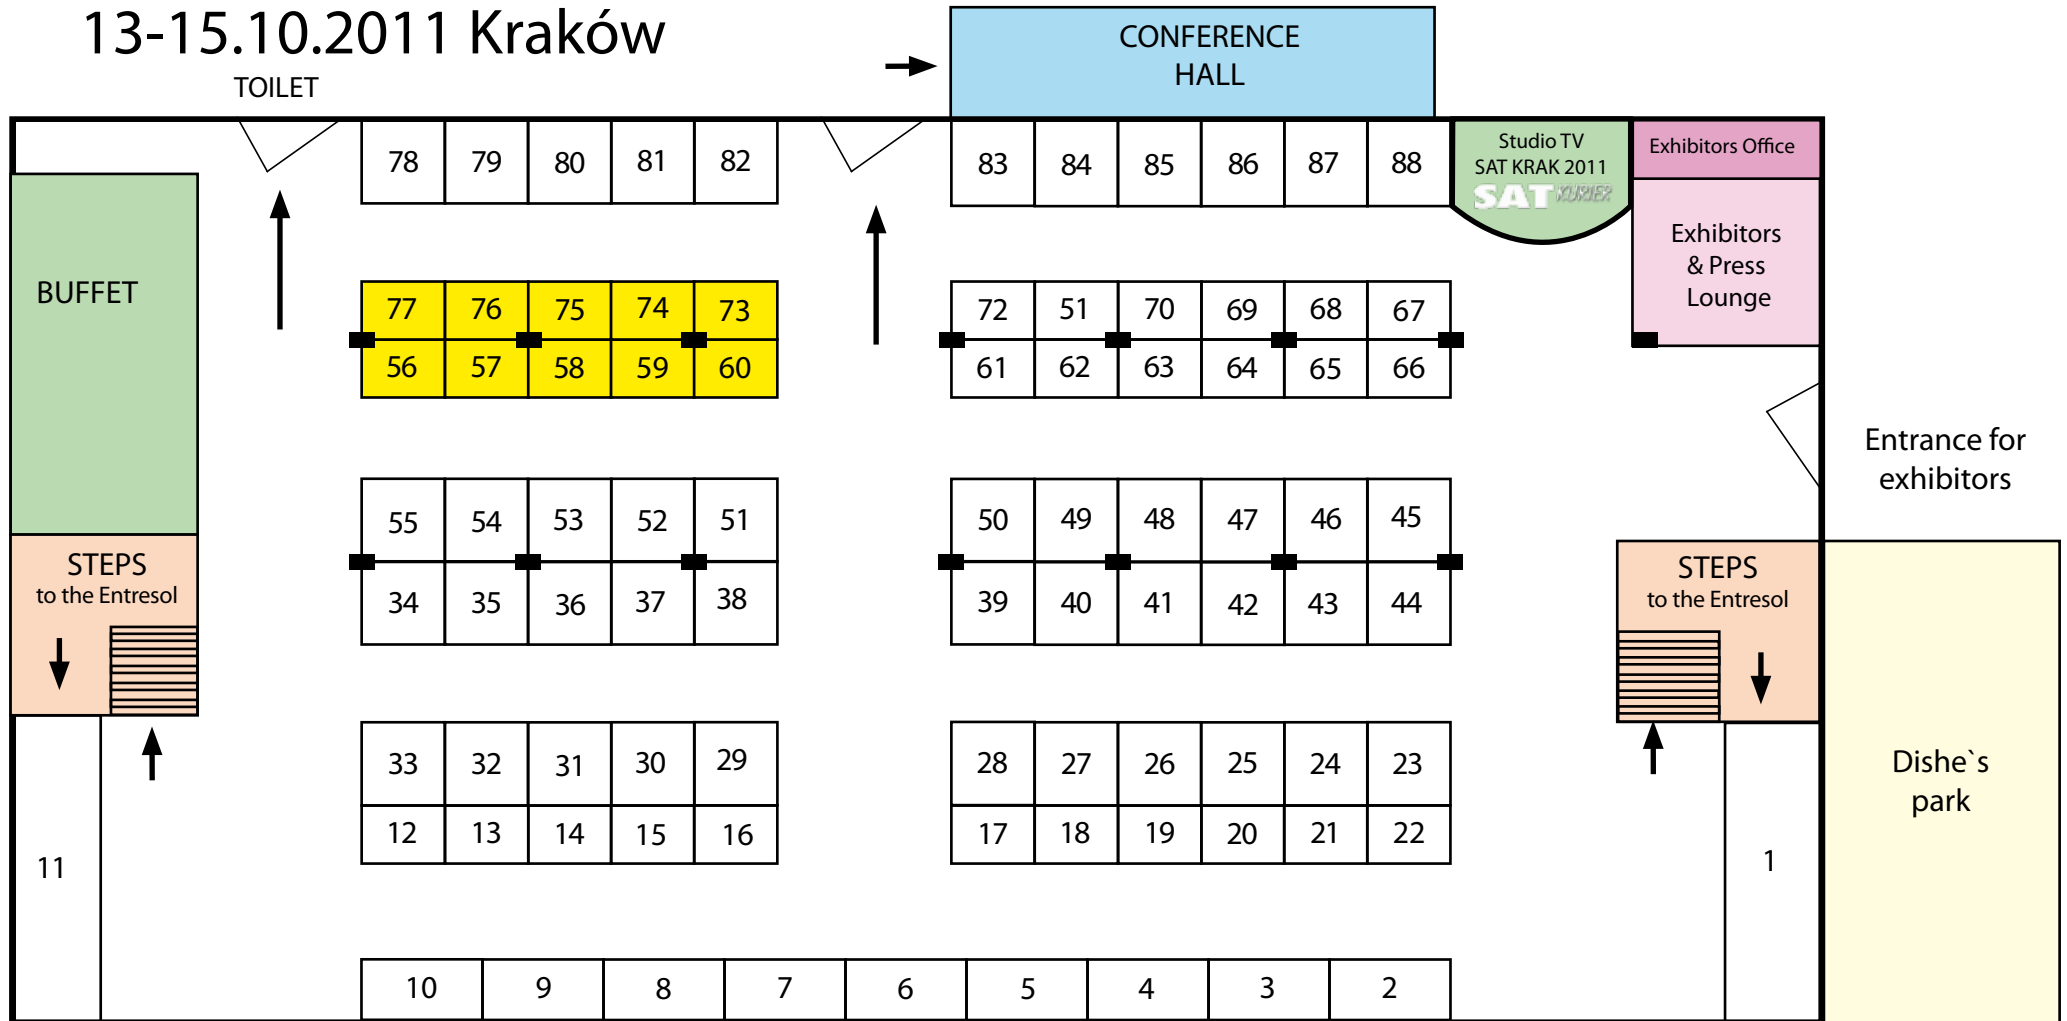 13-15.10.2011 Kraków
TOILET
CONFERENCE
HALL
78 79 80 81 82
83 84 85 86 87 88
Studio TV
SAT KRAK 2011
SAT KURIER
Exhibitors Office
Exhibitors
& Press
Lounge
BUFFET
77 76 75 74 73
72 51 70 69 68 67
56 57 58 59 60
61 62 63 64 65 66
Entrance for
exhibitors
55 54 53 52 51
50 49 48 47 46 45
STEPS
to the Entresol
34 35 36 37 38
39 40 41 42 43 44
STEPS
to the Entresol
33 32 31 30 29
28 27 26 25 24 23
Dishe`s
park
12 13 14 15 16
17 18 19 20 21 22
11
1
10 9 8 7 6 5 4 3 2